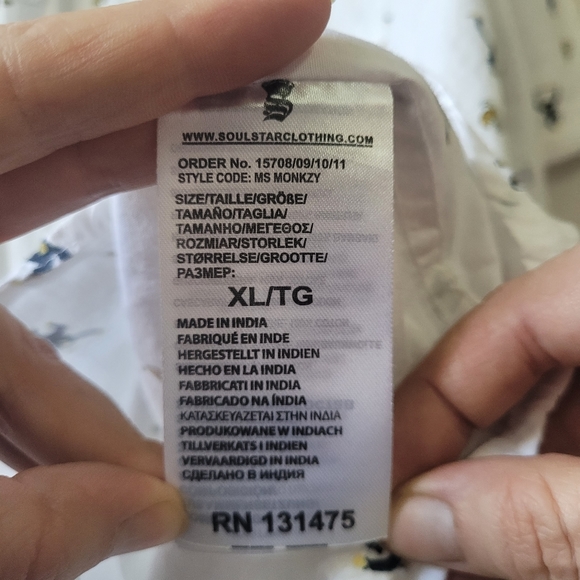 WWW.SOULSTARCLOTHING.COM
ORDER No. 15708/09/10/11
STYLE CODE: MS MONKZY
SIZE/TAILLE/GRÖßE/
TAMAÑO/TAGLIA/
TAMANHO/ΜΕΓΕΘΟΣ/
ROZMIAR/STORLEK/
STØRRELSE/GROOTTE/
РАЗМЕР:
XL/TG
MADE IN INDIA
FABRIQUÉ EN INDE
HERGESTELLT IN INDIEN
HECHO EN LA INDIA
FABBRICATI IN INDIA
FABRICADO NA ÍNDIA
ΚΑΤΑΣΚΕΥΑΖΕΤΑΙ ΣΤΗΝ ΙΝΔΙΑ
PRODUKOWANE W INDIACH
TILLVERKATS I INDIEN
VERVAARDIGD IN INDIA
СДЕЛАНО В ИНДИЯ
RN 131475